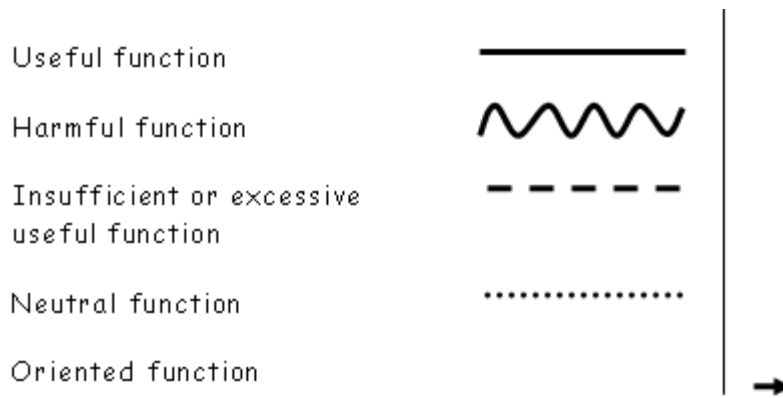 Useful function
Harmful function
Insufficient or excessive
useful function
Neutral function
Oriented function